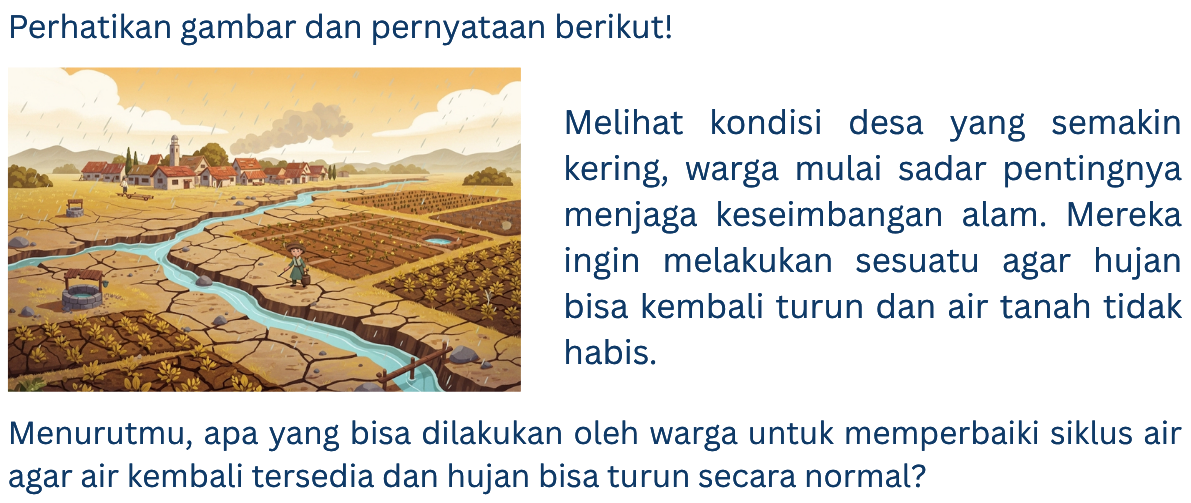 Perhatikan gambar dan pernyataan berikut!
Melihat kondisi desa yang semakin
kering, warga mulai sadar pentingnya
menjaga keseimbangan alam. Mereka
ingin melakukan sesuatu agar hujan
bisa kembali turun dan air tanah tidak
habis.
Menurutmu, apa yang bisa dilakukan oleh warga untuk memperbaiki siklus air
agar air kembali tersedia dan hujan bisa turun secara normal?